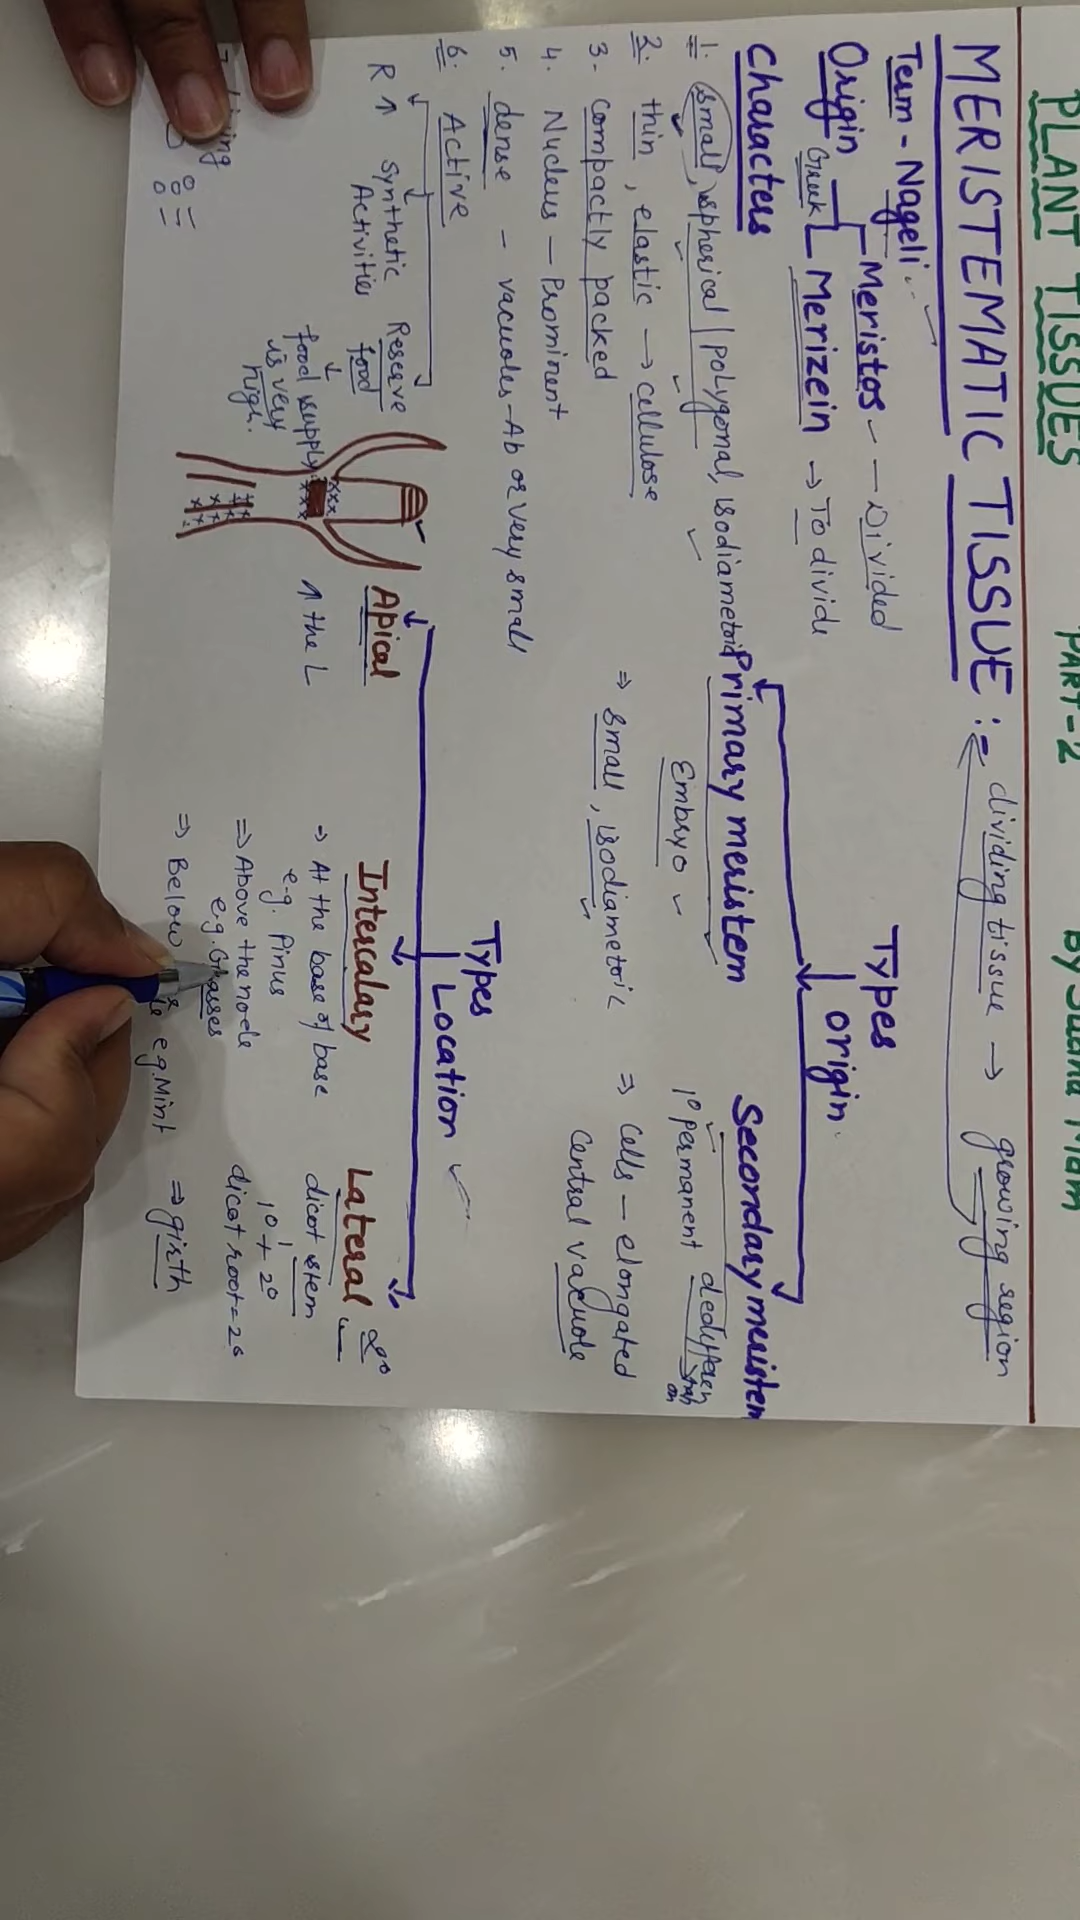 PLANT TISSUES PART-2 By Suana Mam
MERISTEMATIC TISSUE := dividing tissue → growing region
Term - Nageli
Origin Meristos - Divided
Greek Merizein → To divide
Characters
1. small, spherical / polygonal, isodiametric
2. thin, elastic → cellulose
3. Compactly packed
4. Nucleus - Prominent
5. dense - vacuoles - Ab or very small
6. Active
R ↑ synthetic Activities
Reserve food
food supply is very high.
Types
origin
Primary meristem
Embryo
⇒ small, isodiametric
Secondary meristem
1° permanent dedifferen
⇒ Cells - elongated
Central vacuole
Types
Location
Apical
↑ the L
Intercalary
→ At the base of base
e.g. Pinus
⇒ Above the node
e.g. Grasses
⇒ Below e.g. Mint
Lateral 2°
dicot stem
1° + 2°
dicot root = 2°
⇒ girth